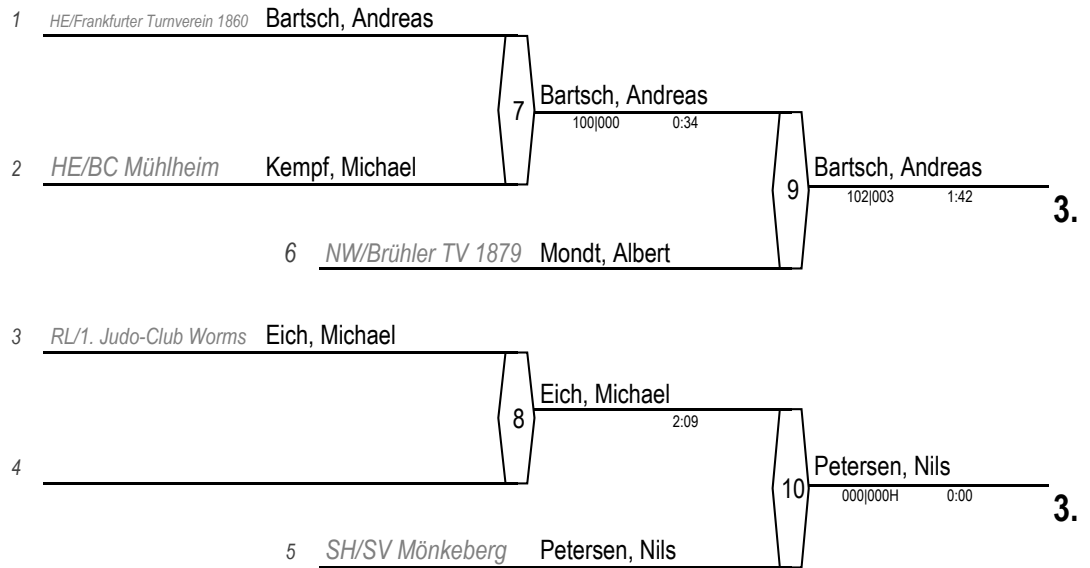 1 HE/Frankfurter Turnverein 1860 Bartsch, Andreas
7 Bartsch, Andreas
100|000 0:34
2 HE/BC Mühlheim Kempf, Michael
9 Bartsch, Andreas
102|003 1:42
3.
6 NW/Brühler TV 1879 Mondt, Albert
3 RL/1. Judo-Club Worms Eich, Michael
8 Eich, Michael
2:09
4
10 Petersen, Nils
000|000H 0:00
3.
5 SH/SV Mönkeberg Petersen, Nils